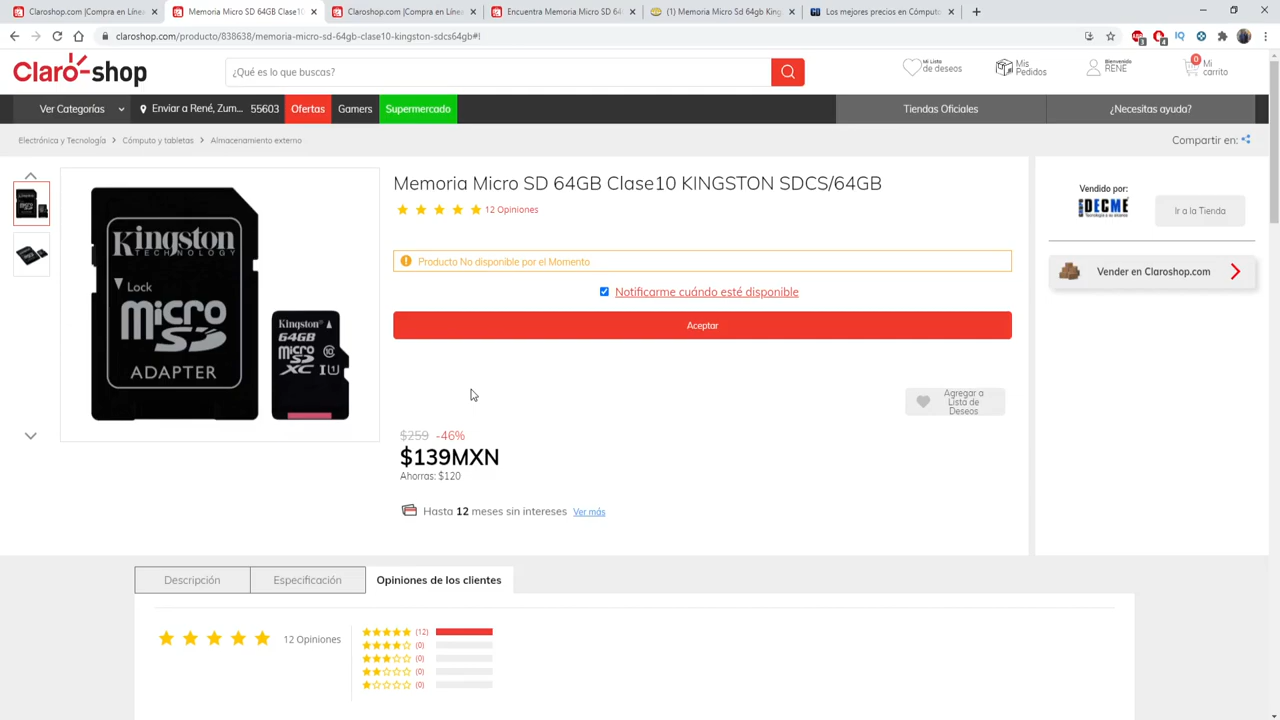 Claroshop.com |Compra en Líne
Memoria Micro SD 64GB Clase10
Claroshop.com |Compra en Líne
Encuentra Memoria Micro SD 64
(1) Memoria Micro Sd 64gb King
Los mejores precios en Cómputo
claroshop.com/producto/838638/memoria-micro-sd-64gb-clase10-kingston-sdcs64gb#!
3
4
IQ
Claro-shop
¿Qué es lo que buscas?
Mi Lista
de deseos
Mis
Pedidos
Bienvenido
RENE
0
Mi
carrito
Ver Categorías
Enviar a René, Zum... 55603
Ofertas
Gamers
Supermercado
Tiendas Oficiales
¿Necesitas ayuda?
Electrónica y Tecnología
Cómputo y tabletas
Almacenamiento externo
Compartir en:
Kingston
TECHNOLOGY
Lock
micro
SD
ADAPTER
Kingston
64GB
micro
SD
XC I U1
10
Memoria Micro SD 64GB Clase10 KINGSTON SDCS/64GB
12 Opiniones
Producto No disponible por el Momento
Notificarme cuándo esté disponible
Aceptar
Agregar a
Lista de
Deseos
$259 -46%
$139MXN
Ahorras: $120
Hasta 12 meses sin intereses Ver más
Vendido por:
DECME
Ir a la Tienda
Vender en Claroshop.com
Descripción
Especificación
Opiniones de los clientes
12 Opiniones
(12)
(0)
(0)
(0)
(0)